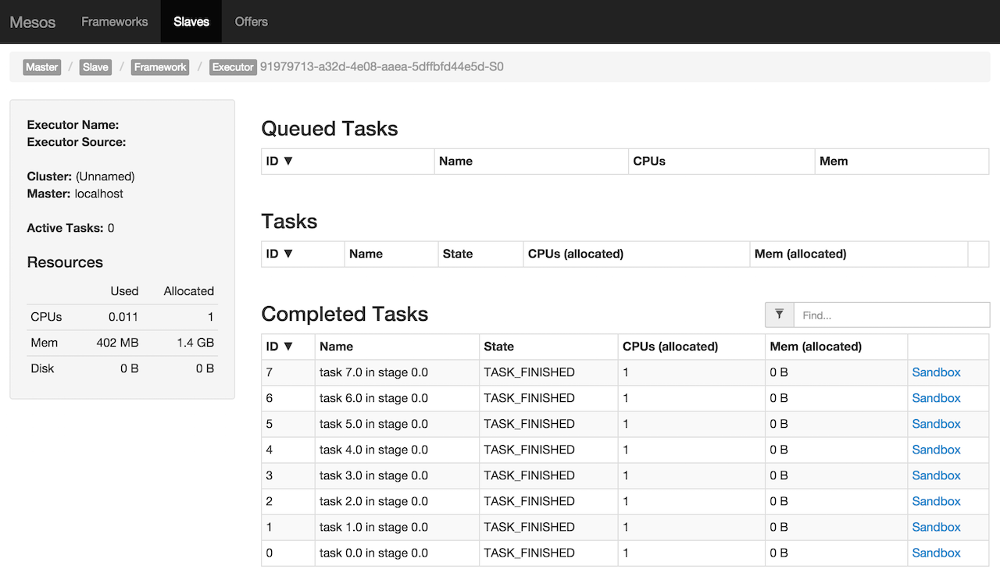 Mesos Frameworks Slaves Offers
Master / Slave / Framework / Executor 91979713-a32d-4e08-aaea-5dffbfd44e5d-S0
Executor Name:
Executor Source:
Cluster: (Unnamed)
Master: localhost
Active Tasks: 0
Resources
Used Allocated
CPUs 0.011 1
Mem 402 MB 1.4 GB
Disk 0 B 0 B
Queued Tasks
ID ▼ Name CPUs Mem
Tasks
ID ▼ Name State CPUs (allocated) Mem (allocated)
Completed Tasks
Find...
ID ▼ Name State CPUs (allocated) Mem (allocated)
7 task 7.0 in stage 0.0 TASK_FINISHED 1 0 B Sandbox
6 task 6.0 in stage 0.0 TASK_FINISHED 1 0 B Sandbox
5 task 5.0 in stage 0.0 TASK_FINISHED 1 0 B Sandbox
4 task 4.0 in stage 0.0 TASK_FINISHED 1 0 B Sandbox
3 task 3.0 in stage 0.0 TASK_FINISHED 1 0 B Sandbox
2 task 2.0 in stage 0.0 TASK_FINISHED 1 0 B Sandbox
1 task 1.0 in stage 0.0 TASK_FINISHED 1 0 B Sandbox
0 task 0.0 in stage 0.0 TASK_FINISHED 1 0 B Sandbox